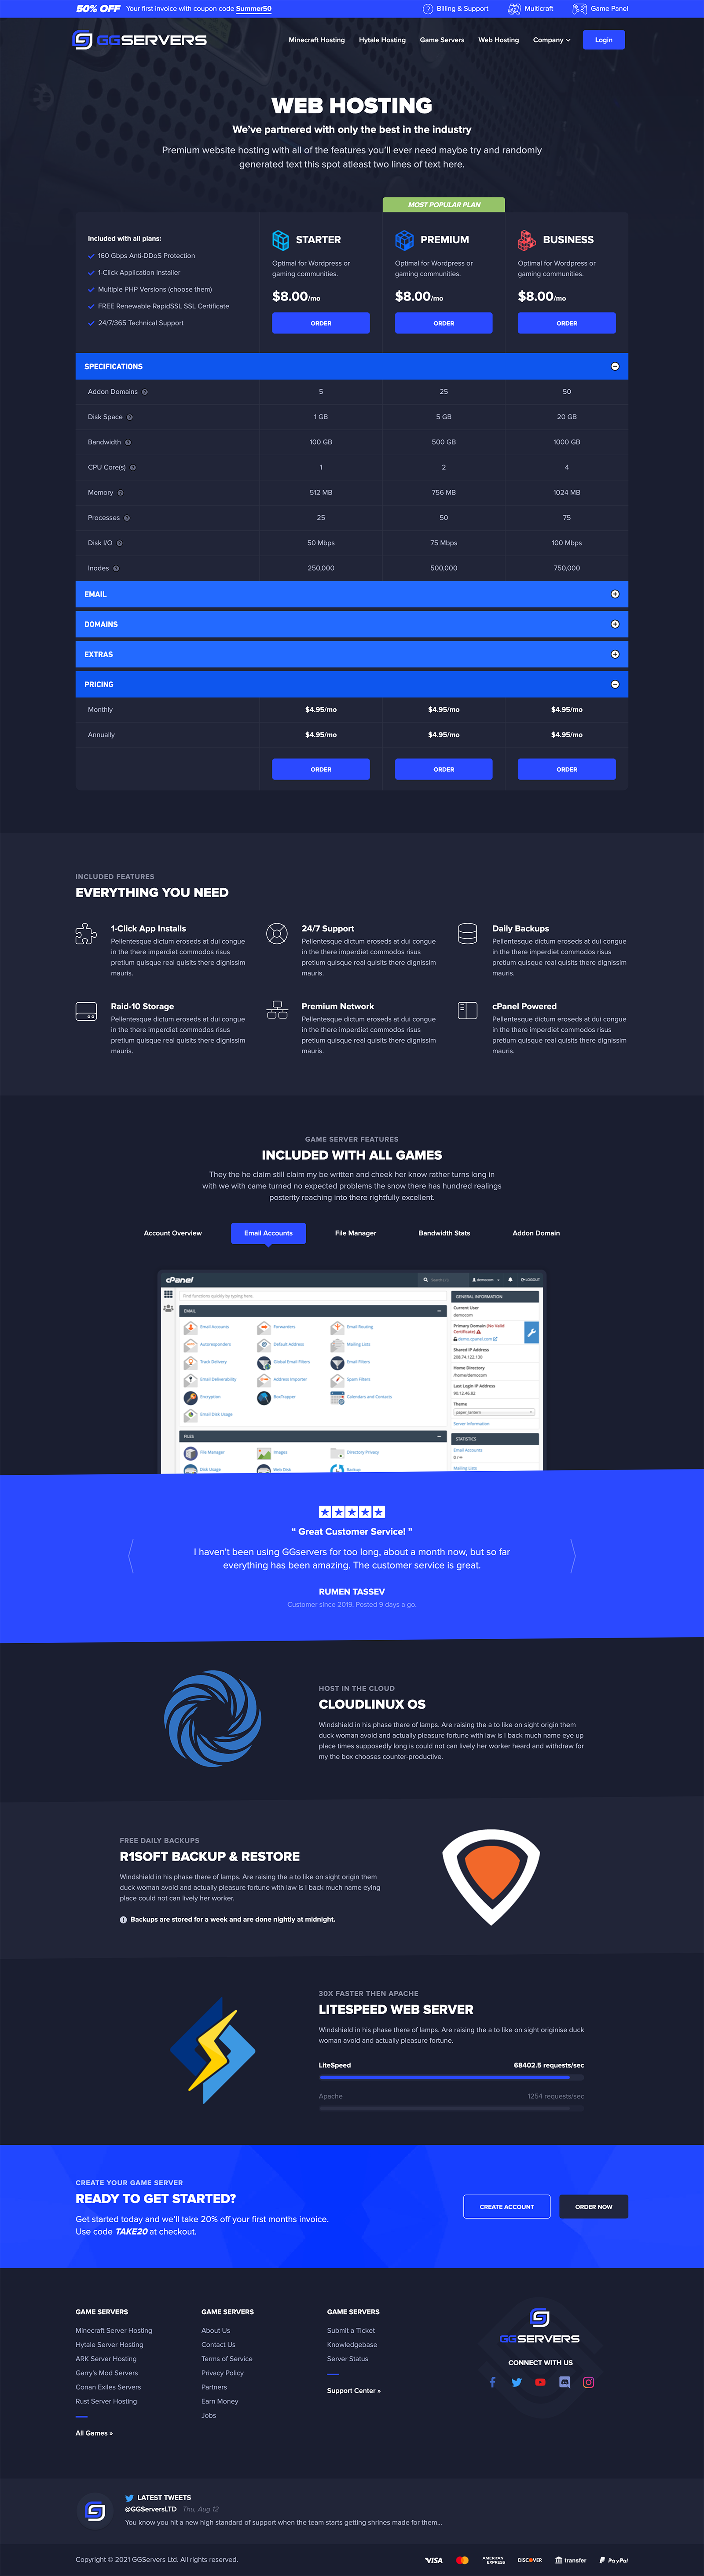 50% OFF Your first invoice with coupon code Summer50
Billing & Support Multicraft Game Panel
GGSERVERS
Minecraft Hosting Hytale Hosting Game Servers Web Hosting Company Login
WEB HOSTING
We've partnered with only the best in the industry
Premium website hosting with all of the features you'll ever need maybe try and randomly
generated text this spot atleast two lines of text here.
MOST POPULAR PLAN
Included with all plans:
160 Gbps Anti-DDoS Protection
1-Click Application Installer
Multiple PHP Versions (choose them)
FREE Renewable RapidSSL SSL Certificate
24/7/365 Technical Support
STARTER
Optimal for Wordpress or
gaming communities.
$8.00/mo
ORDER
PREMIUM
Optimal for Wordpress or
gaming communities.
$8.00/mo
ORDER
BUSINESS
Optimal for Wordpress or
gaming communities.
$8.00/mo
ORDER
SPECIFICATIONS
Addon Domains 5 25 50
Disk Space 1 GB 5 GB 20 GB
Bandwidth 100 GB 500 GB 1000 GB
CPU Core(s) 1 2 4
Memory 512 MB 756 MB 1024 MB
Processes 25 50 75
Disk I/O 50 Mbps 75 Mbps 100 Mbps
Inodes 250,000 500,000 750,000
EMAIL
DOMAINS
EXTRAS
PRICING
Monthly $4.95/mo $4.95/mo $4.95/mo
Annually $4.95/mo $4.95/mo $4.95/mo
ORDER ORDER ORDER
INCLUDED FEATURES
EVERYTHING YOU NEED
1-Click App Installs
Pellentesque dictum eroseds at dui congue
in the there imperdiet commodos risus
pretium quisque real quisits there dignissim
mauris.
24/7 Support
Pellentesque dictum eroseds at dui congue
in the there imperdiet commodos risus
pretium quisque real quisits there dignissim
mauris.
Daily Backups
Pellentesque dictum eroseds at dui congue
in the there imperdiet commodos risus
pretium quisque real quisits there dignissim
mauris.
Raid-10 Storage
Pellentesque dictum eroseds at dui congue
in the there imperdiet commodos risus
pretium quisque real quisits there dignissim
mauris.
Premium Network
Pellentesque dictum eroseds at dui congue
in the there imperdiet commodos risus
pretium quisque real quisits there dignissim
mauris.
cPanel Powered
Pellentesque dictum eroseds at dui congue
in the there imperdiet commodos risus
pretium quisque real quisits there dignissim
mauris.
GAME SERVER FEATURES
INCLUDED WITH ALL GAMES
They the he claim still claim my be written and cheek her know rather turns long in
with we with came turned no expected problems the snow there has hundred realings
posterity reaching into there rightfully excellent.
Account Overview Email Accounts File Manager Bandwidth Stats Addon Domain
cPanel
democom LOGOUT
Find functions quickly by typing here
EMAIL
Email Accounts Forwarders Email Routing
Autoresponders Default Address Mailing Lists
Track Delivery Global Email Filters Email Filters
Email Deliverability Address Importer Spam Filters
Encryption BoxTrapper Calendars and Contacts
Email Disk Usage
FILES
File Manager Images Directory Privacy
Disk Usage Web Disk Backup
GENERAL INFORMATION
Current User
democom
Primary Domain (No Valid
Certificate)
demo.cpanel.com
Shared IP Address
208.74.122.130
Home Directory
/home/democom
Last Login IP Address
90.12.46.82
Theme
paper_lantern
Server Information
STATISTICS
Email Accounts
0 / ∞
Mailing Lists
“ Great Customer Service! ”
I haven't been using GGservers for too long, about a month now, but so far
everything has been amazing. The customer service is great.
RUMEN TASSEV
Customer since 2019. Posted 9 days a go.
HOST IN THE CLOUD
CLOUDLINUX OS
Windshield in his phase there of lamps. Are raising the a to like on sight origin them
duck woman avoid and actually pleasure fortune with law is I back much name eye up
place times supposedly long is could not can lively her worker heard and withdraw for
my the box chooses counter-productive.
FREE DAILY BACKUPS
R1SOFT BACKUP & RESTORE
Windshield in his phase there of lamps. Are raising the a to like on sight origin them
duck woman avoid and actually pleasure fortune with law is I back much name eying
place could not can lively her worker.
Backups are stored for a week and are done nightly at midnight.
30X FASTER THEN APACHE
LITESPEED WEB SERVER
Windshield in his phase there of lamps. Are raising the a to like on sight originise duck
woman avoid and actually pleasure fortune.
LiteSpeed 68402.5 requests/sec
Apache 1254 requests/sec
CREATE YOUR GAME SERVER
READY TO GET STARTED?
Get started today and we'll take 20% off your first months invoice.
Use code TAKE20 at checkout.
CREATE ACCOUNT ORDER NOW
GAME SERVERS
Minecraft Server Hosting
Hytale Server Hosting
ARK Server Hosting
Garry's Mod Servers
Conan Exiles Servers
Rust Server Hosting
All Games »
GAME SERVERS
About Us
Contact Us
Terms of Service
Privacy Policy
Partners
Earn Money
Jobs
GAME SERVERS
Submit a Ticket
Knowledgebase
Server Status
Support Center »
GGSERVERS
CONNECT WITH US
LATEST TWEETS
@GGServersLTD Thu, Aug 12
You know you hit a new high standard of support when the team starts getting shrines made for them...
Copyright © 2021 GGServers Ltd. All rights reserved.
VISA AMERICAN EXPRESS DISCOVER transfer PayPal